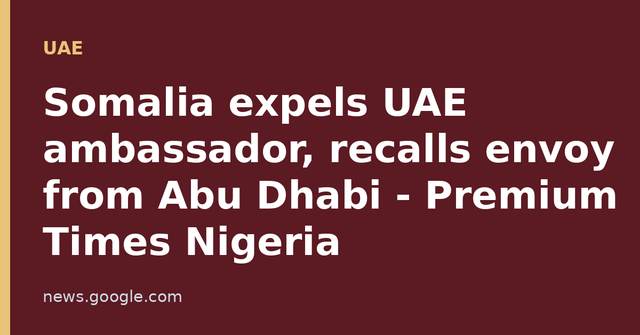 UAE
Somalia expels UAE
ambassador, recalls envoy
from Abu Dhabi - Premium
Times Nigeria
news.google.com